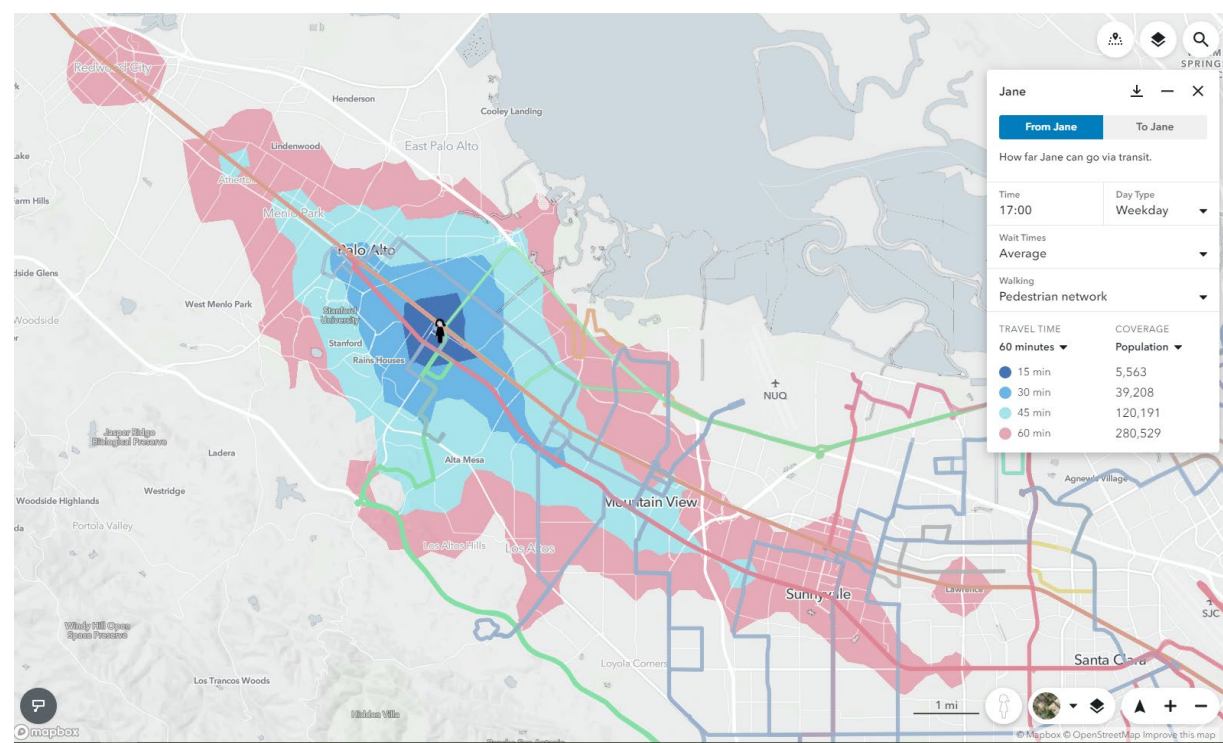 Redwood City
Henderson
Cooley Landing
SPRING
Lindenwood
East Palo Alto
Atherton
Menlo Park
Palo Alto
West Menlo Park
Stanford
University
Stanford
Rains Houses
NUQ
Jasper Ridge
Biological Preserve
Ladera
Alta Mesa
Westridge
Woodside Highlands
Portola Valley
Mountain View
Los Altos Hills
Los Altos
Agnew Village
Lawrence
Sunnyvale
SJC
Windy Hill Open
Space Preserve
Loyola Corners
Santa Clara
Los Trancos Woods
Hidden Villa
Jane
From Jane
To Jane
How far Jane can go via transit.
Time
17:00
Day Type
Weekday
Wait Times
Average
Walking
Pedestrian network
TRAVEL TIME
COVERAGE
60 minutes
Population
15 min 5,563
30 min 39,208
45 min 120,191
60 min 280,529
1 mi
mapbox
© Mapbox © OpenStreetMap Improve this map